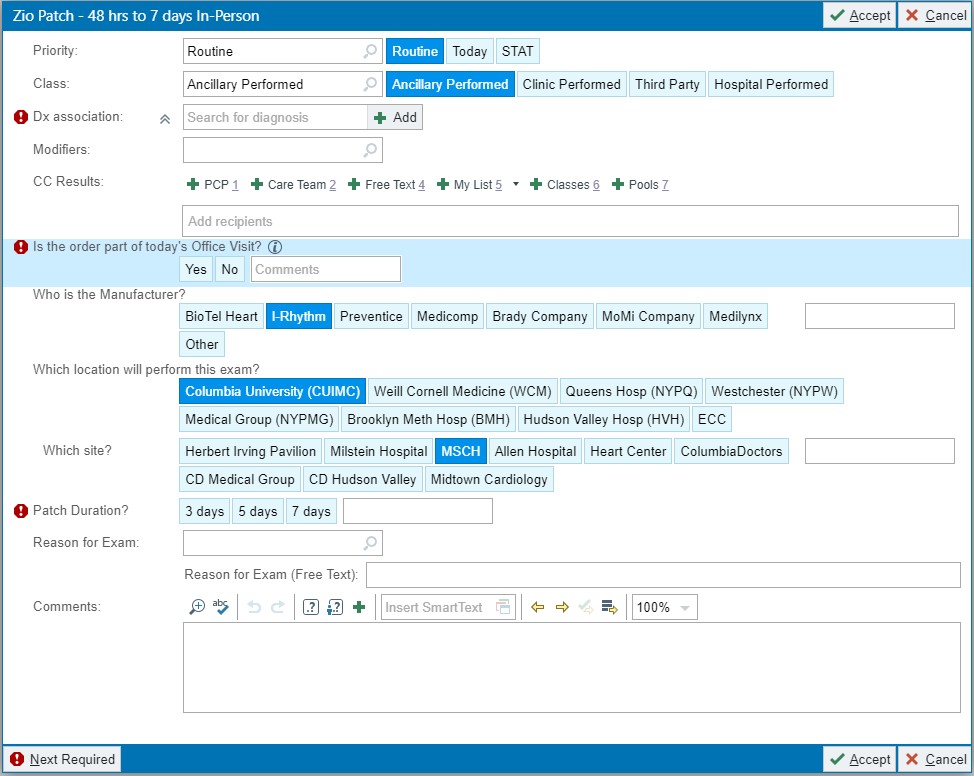 Zio Patch - 48 hrs to 7 days In-Person Accept Cancel
Priority: Routine Routine Today STAT
Class: Ancillary Performed Ancillary Performed Clinic Performed Third Party Hospital Performed
Dx association: Search for diagnosis Add
Modifiers:
CC Results: PCP 1 Care Team 2 Free Text 4 My List 5 Classes 6 Pools 7
Add recipients
Is the order part of today's Office Visit?
Yes No Comments
Who is the Manufacturer?
BioTel Heart I-Rhythm Preventice Medicomp Brady Company MoMi Company Medilynx
Other
Which location will perform this exam?
Columbia University (CUIMC) Weill Cornell Medicine (WCM) Queens Hosp (NYPQ) Westchester (NYPW)
Medical Group (NYPMG) Brooklyn Meth Hosp (BMH) Hudson Valley Hosp (HVH) ECC
Which site? Herbert Irving Pavilion Milstein Hospital MSCH Allen Hospital Heart Center ColumbiaDoctors
CD Medical Group CD Hudson Valley Midtown Cardiology
Patch Duration? 3 days 5 days 7 days
Reason for Exam:
Reason for Exam (Free Text):
Comments: abc Insert SmartText 100%
Next Required Accept Cancel